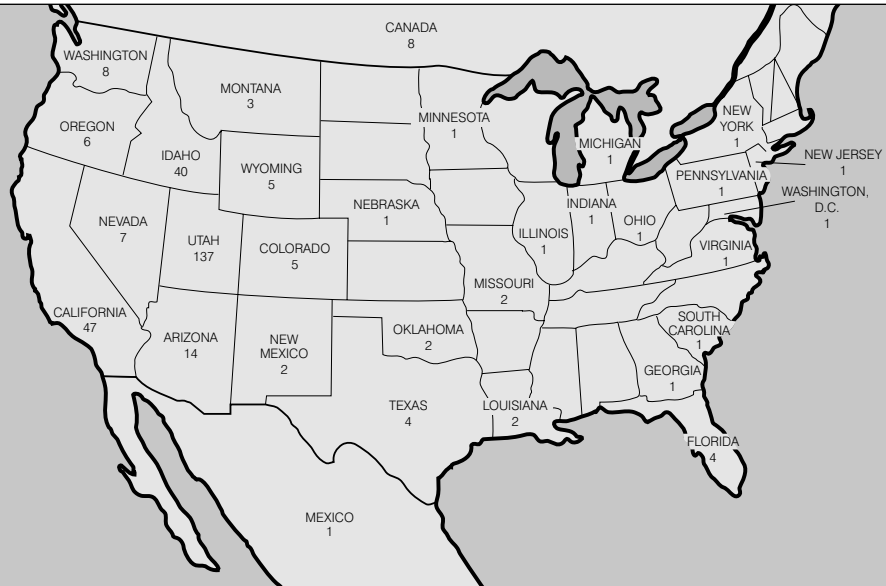 CANADA
8
WASHINGTON
8
MONTANA
3
MINNESOTA
1
OREGON
6
IDAHO
40
WYOMING
5
MICHIGAN
1
NEW
YORK
1
NEW JERSEY
1
PENNSYLVANIA
1
WASHINGTON,
D.C.
1
NEBRASKA
1
INDIANA
1
OHIO
1
ILLINOIS
1
NEVADA
7
UTAH
137
COLORADO
5
VIRGINIA
1
MISSOURI
2
CALIFORNIA
47
ARIZONA
14
NEW
MEXICO
2
OKLAHOMA
2
SOUTH
CAROLINA
1
GEORGIA
1
TEXAS
4
LOUISIANA
2
FLORIDA
4
MEXICO
1